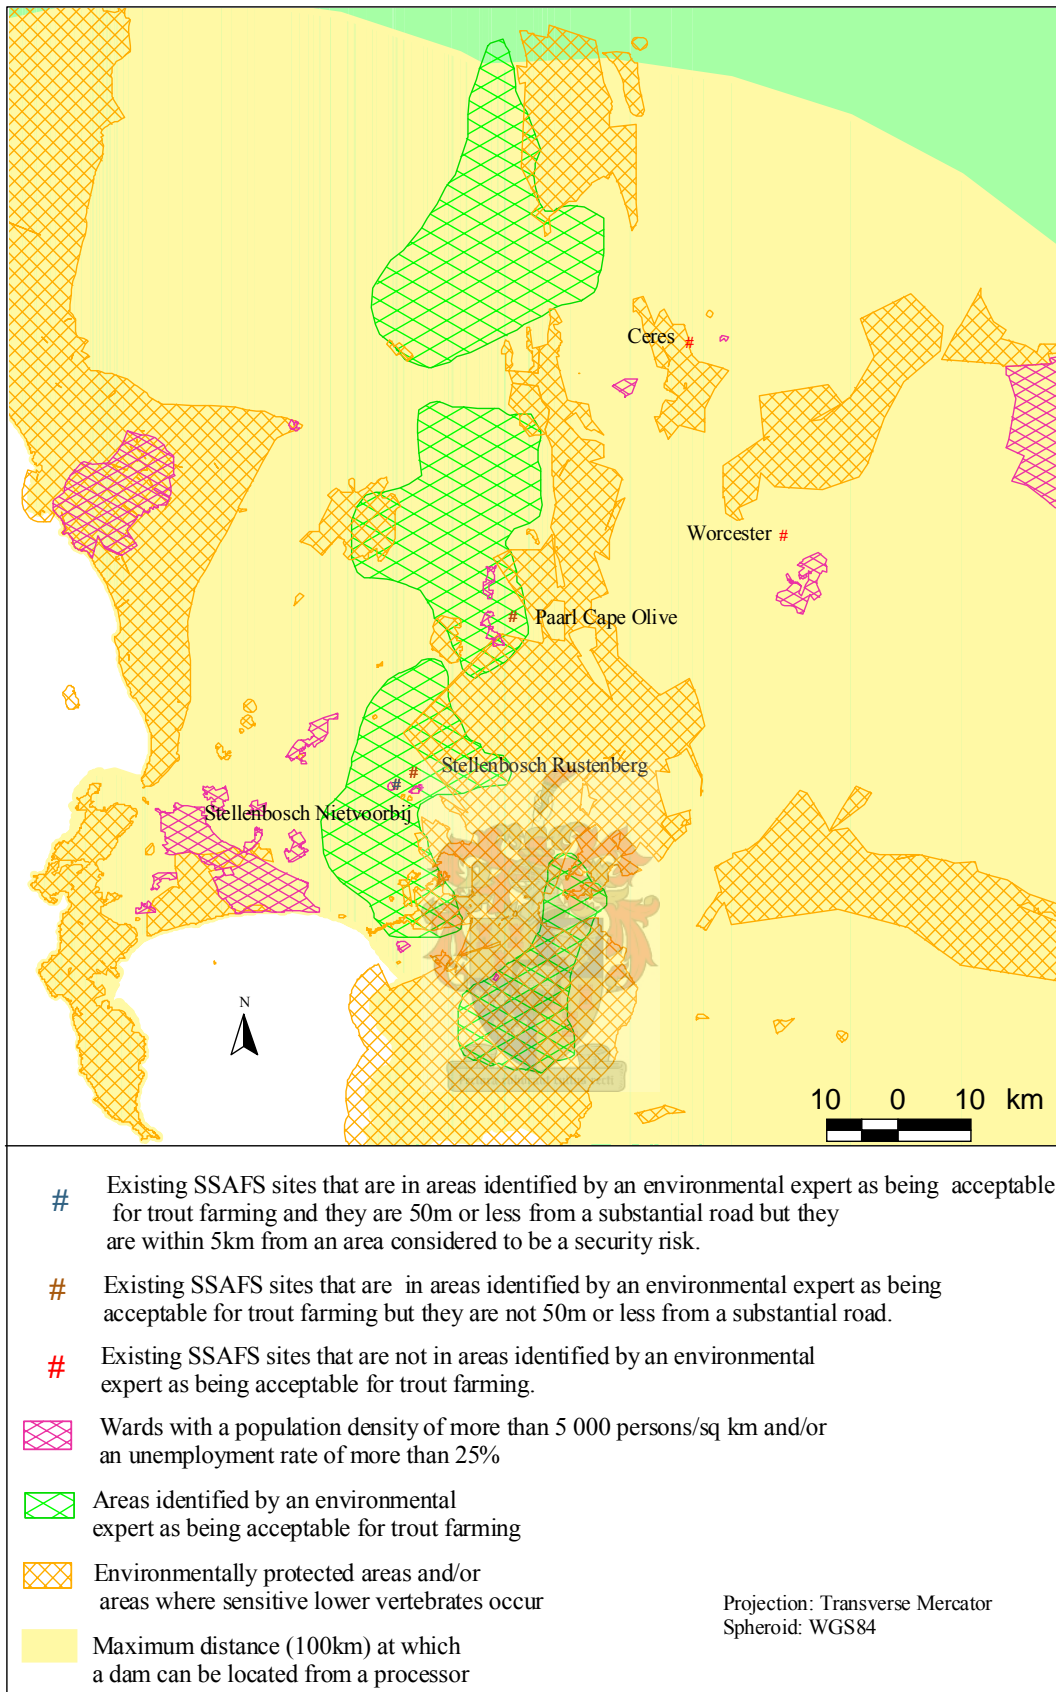 Ceres #
#
Worcester #
# Paarl Cape Olive
# Stellenbosch Rustenberg
#
Stellenbosch Nietvoorbij
N
10 0 10 km
# Existing SSAFS sites that are in areas identified by an environmental expert as being acceptable
for trout farming and they are 50m or less from a substantial road but they
are within 5km from an area considered to be a security risk.
# Existing SSAFS sites that are in areas identified by an environmental expert as being
acceptable for trout farming but they are not 50m or less from a substantial road.
# Existing SSAFS sites that are not in areas identified by an environmental
expert as being acceptable for trout farming.
Wards with a population density of more than 5 000 persons/sq km and/or
an unemployment rate of more than 25%
Areas identified by an environmental
expert as being acceptable for trout farming
Environmentally protected areas and/or
areas where sensitive lower vertebrates occur
Projection: Transverse Mercator
Spheroid: WGS84
Maximum distance (100km) at which
a dam can be located from a processor